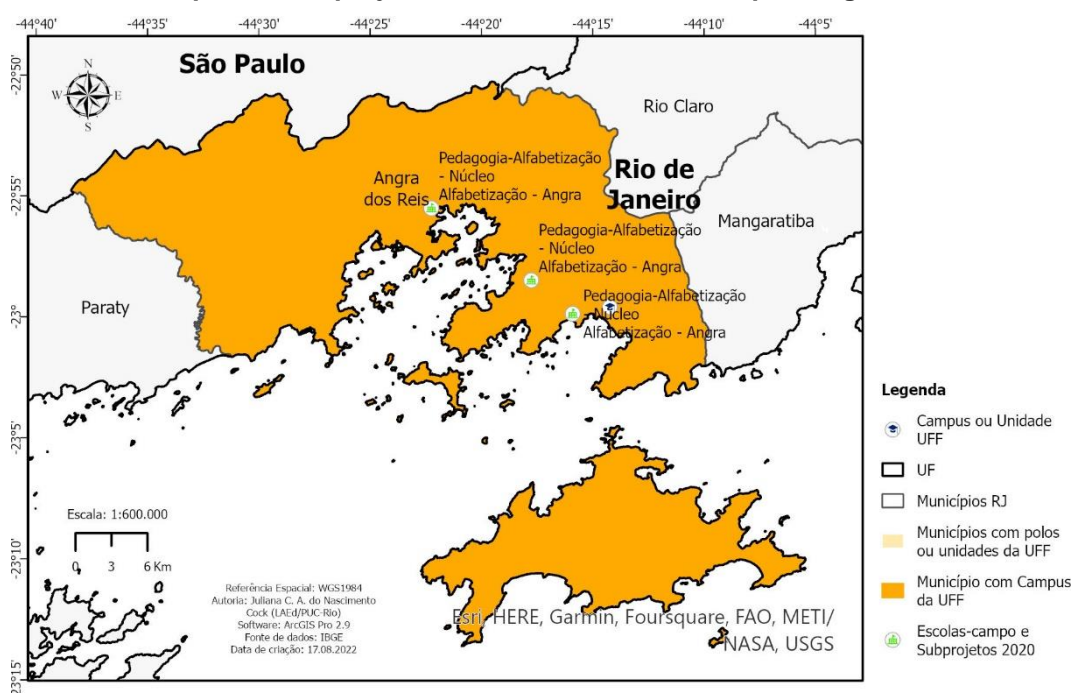 -44°40' -44°35' -44°30' -44°25' -44°20' -44°15' -44°10' -44°5'
-22°50'
-22°55'
-23°0'
-23°5'
-23°10'
-23°15'
N
W E
S
São Paulo
Rio Claro
Rio de
Janeiro
Mangaratiba
Angra
dos Reis
Pedagogia-Alfabetização
- Núcleo
Alfabetização - Angra
Pedagogia-Alfabetização
- Núcleo
Alfabetização - Angra
Pedagogia-Alfabetização
- Núcleo
Alfabetização - Angra
Paraty
Escala: 1:600.000
0 3 6 Km
Referência Espacial: WGS1984
Autoria: Juliana C. A. do Nascimento
Cock (LAEd/PUC-Rio)
Software: ArcGIS Pro 2.9
Fonte de dados: IBGE
Data de criação: 17.08.2022
Esri, HERE, Garmin, Foursquare, FAO, METI/
NASA, USGS
Legenda
Campus ou Unidade
UFF
UF
Municípios RJ
Municípios com polos
ou unidades da UFF
Município com Campus
da UFF
Escolas-campo e
Subprojetos 2020